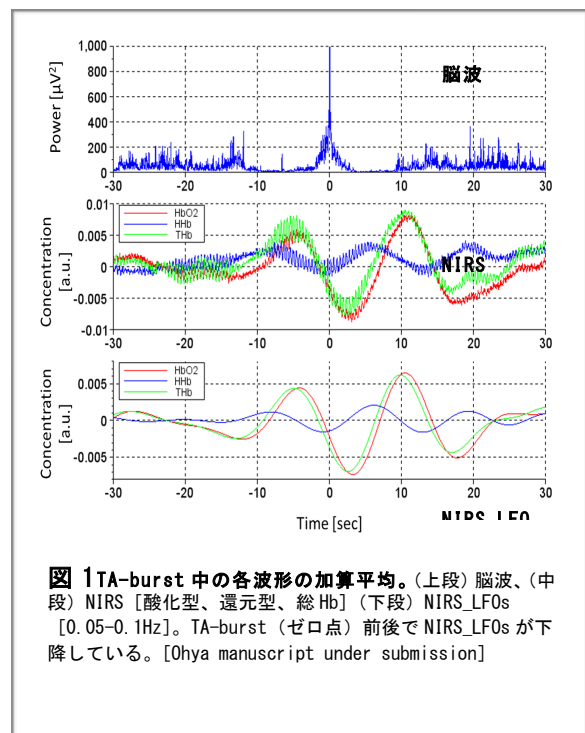 1,000
脳波
800
600
400
200
0
Power [µV²]
-30 -20 -10 0 10 20 30
0.01
HbO2
HHb
THb
0.005
0
NIRS
-0.005
-0.01
Concentration
[a.u.]
-30 -20 -10 0 10 20 30
HbO2
HHb
THb
0.005
0
-0.005
Concentration
[a.u.]
-30 -20 -10 0 10 20 30
Time [sec]
NIRS_LFO
図 1TA-burst 中の各波形の加算平均。(上段) 脳波、(中
段) NIRS [酸化型、還元型、総 Hb] (下段) NIRS_LFOs
[0.05-0.1Hz]。TA-burst (ゼロ点) 前後で NIRS_LFOs が下
降している。[Ohya manuscript under submission]